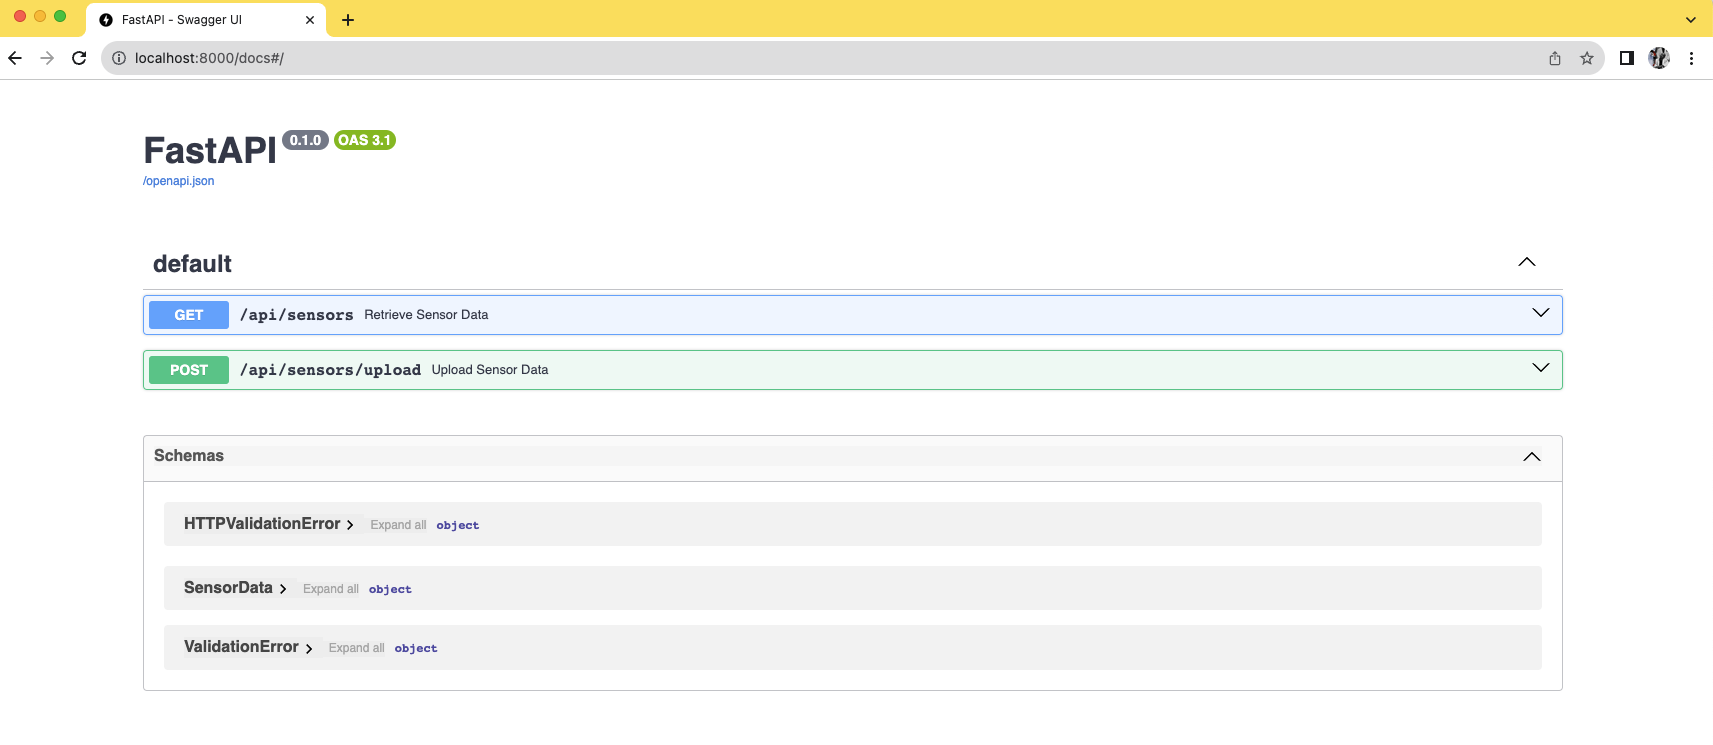 FastAPI - Swagger UI
localhost:8000/docs#/
FastAPI 0.1.0 OAS 3.1
/openapi.json
default
GET /api/sensors Retrieve Sensor Data
POST /api/sensors/upload Upload Sensor Data
Schemas
HTTPValidationError Expand all object
SensorData Expand all object
ValidationError Expand all object